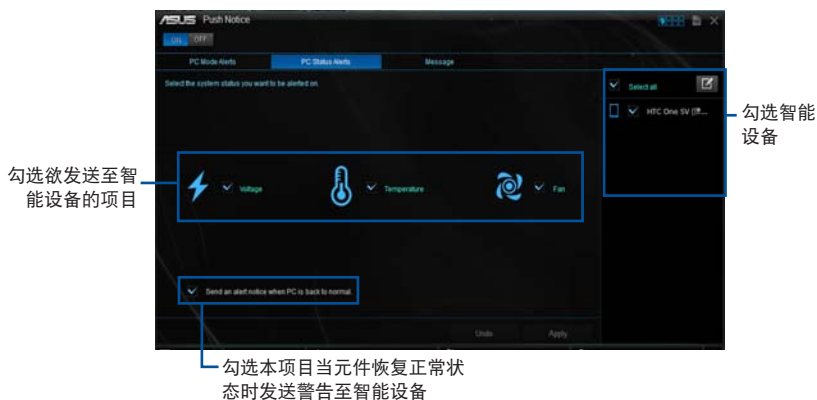 ASUS Push Notice
ON OFF
PC Mode Alerts PC Status Alerts Message
Select the system status you want to be alerted on.
Select all
HTC One SV
勾选智能
设备
勾选欲发送至智
能设备的项目
Voltage Temperature Fan
Send an alert notice when PC is back to normal.
Undo Apply
勾选本项目当元件恢复正常状
态时发送警告至智能设备